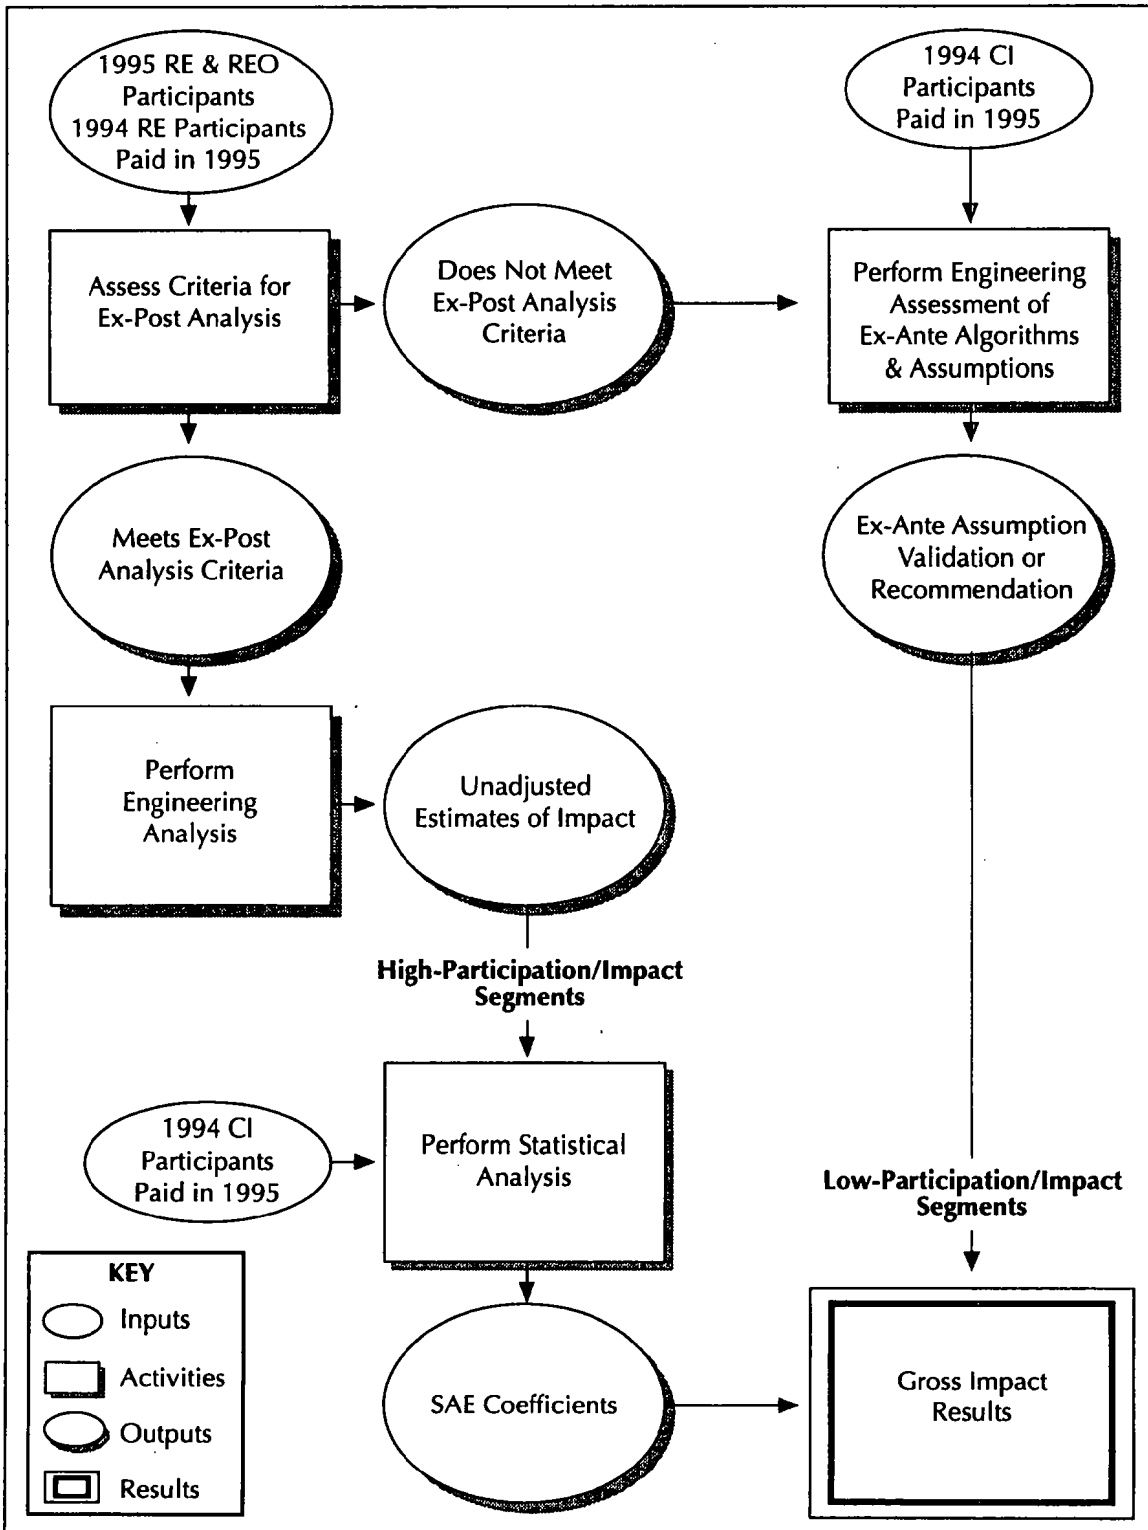 1995 RE & REO
Participants
1994 RE Participants
Paid in 1995
1994 CI
Participants
Paid in 1995
Assess Criteria for
Ex-Post Analysis
Does Not Meet
Ex-Post Analysis
Criteria
Perform Engineering
Assessment of
Ex-Ante Algorithms
& Assumptions
Meets Ex-Post
Analysis Criteria
Ex-Ante Assumption
Validation or
Recommendation
Perform
Engineering
Analysis
Unadjusted
Estimates of Impact
High-Participation/Impact
Segments
1994 CI
Participants
Paid in 1995
Perform Statistical
Analysis
Low-Participation/Impact
Segments
KEY
Inputs
Activities
Outputs
Results
SAE Coefficients
Gross Impact
Results